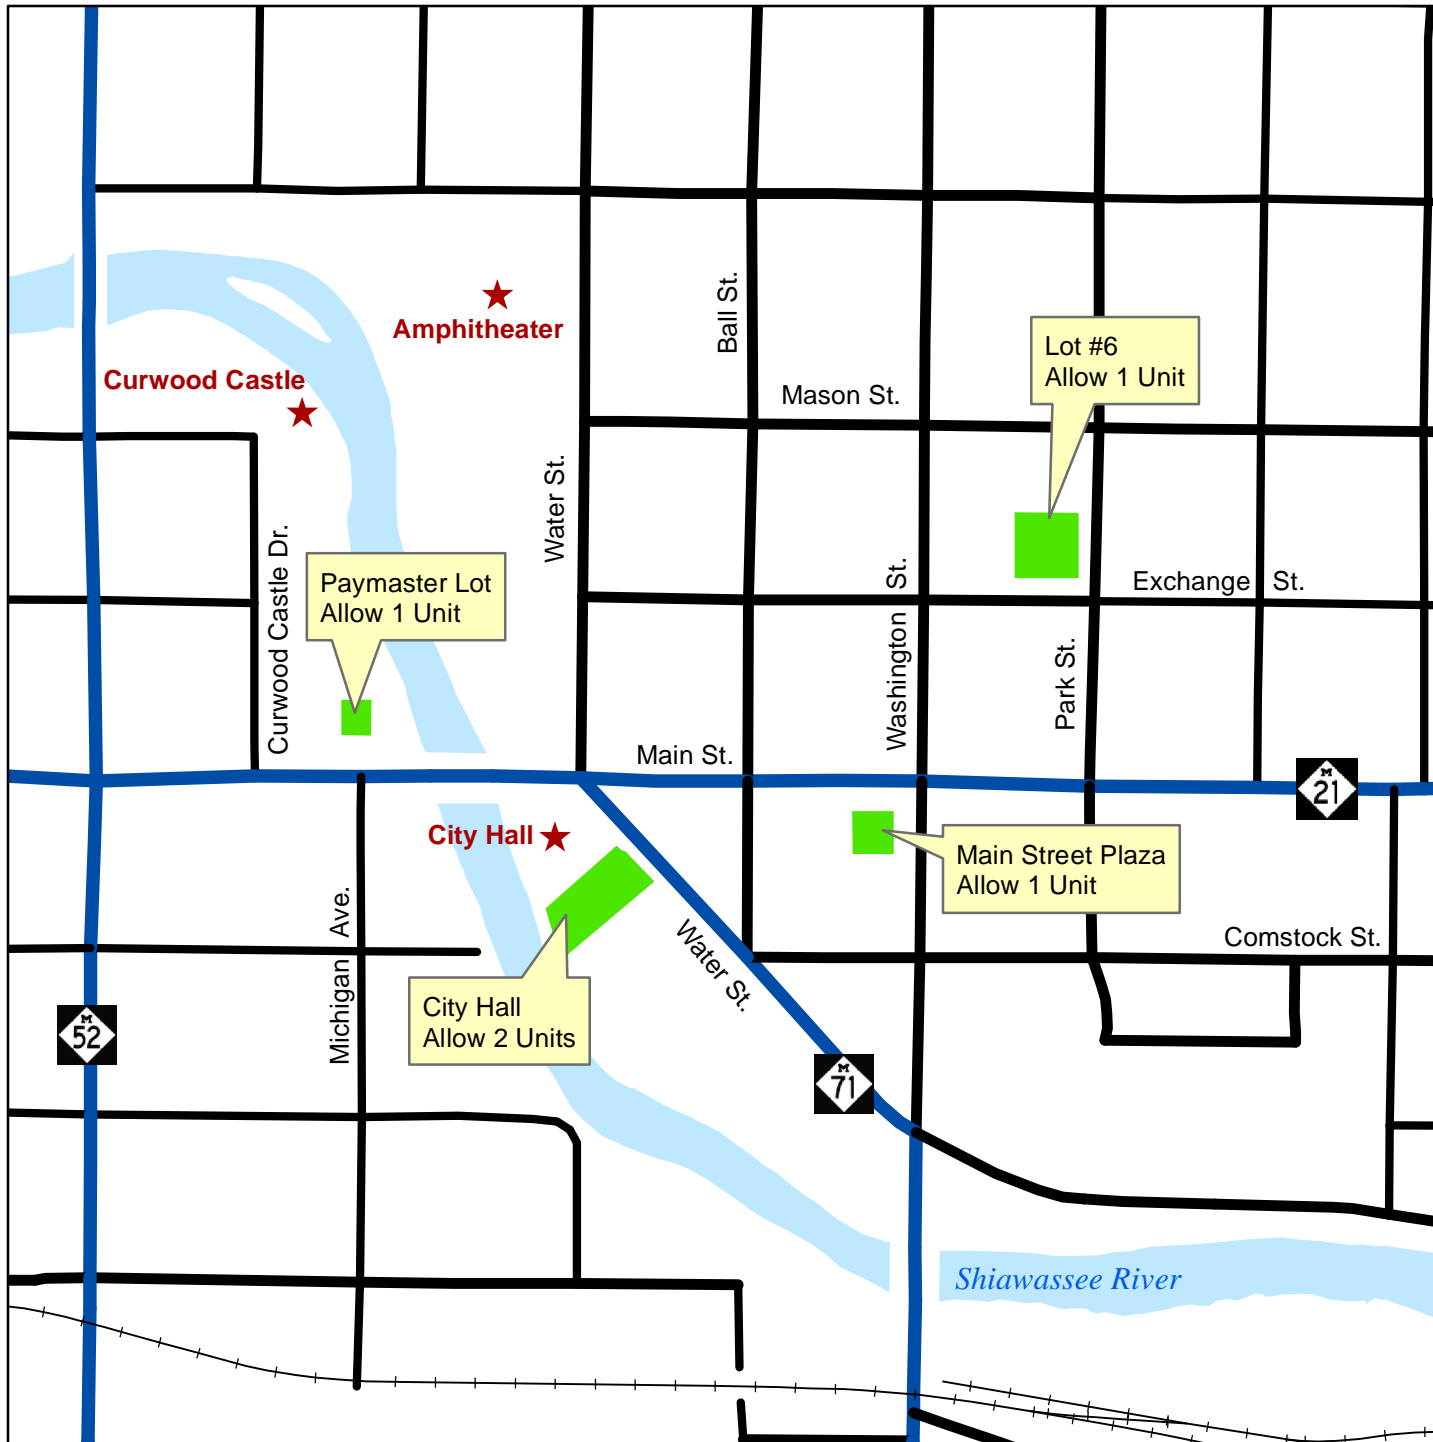 Ball St.
Amphitheater
Lot #6
Allow 1 Unit
Curwood Castle
Mason St.
Water St.
Curwood Castle Dr.
Paymaster Lot
Allow 1 Unit
Washington St.
Exchange St.
Park St.
Main St.
M
21
City Hall
Main Street Plaza
Allow 1 Unit
Michigan Ave.
Water St.
Comstock St.
City Hall
Allow 2 Units
M
52
M
71
Shiawassee River